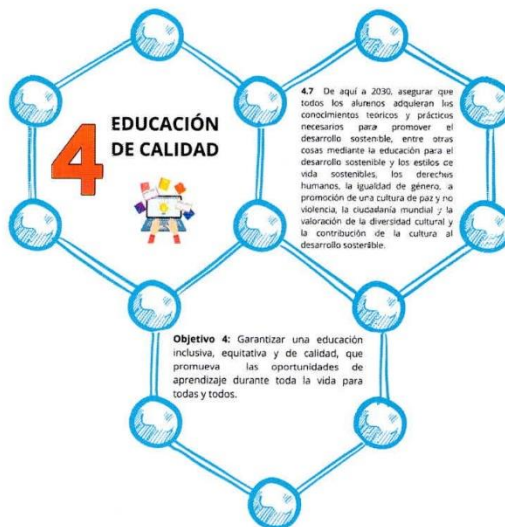 4
EDUCACIÓN
DE CALIDAD
4.7 De aquí a 2030, asegurar que
todos los alumnos adquieran los
conocimientos teóricos y prácticos
necesarios para promover el
desarrollo sostenible, entre otras
cosas mediante la educación para el
desarrollo sostenible y los estilos de
vida sostenibles, los derechos
humanos, la igualdad de género, a
promoción de una cultura de paz y no
violencia, la ciudadanía mundial y la
valoración de la diversidad cultural y
la contribución de la cultura al
desarrollo sostenible.
Objetivo 4: Garantizar una educación
inclusiva, equitativa y de calidad, que
promueva las oportunidades de
aprendizaje durante toda la vida para
todas y todos.